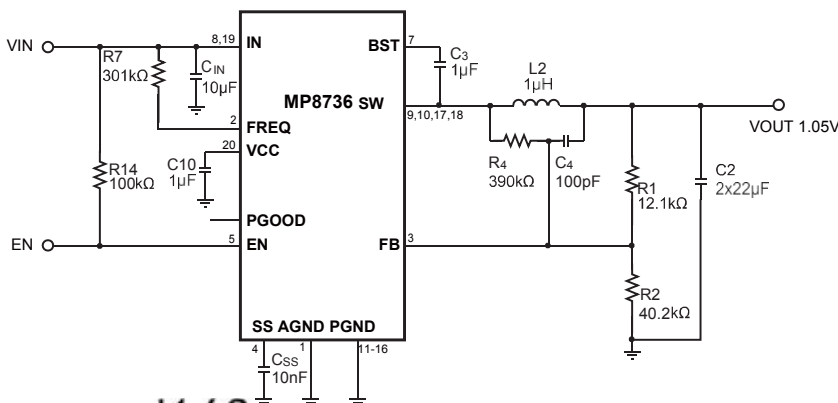 VIN
R7
301kΩ
CIN
10µF
8,19
IN
BST
7
C3
1µF
L2
1µH
MP8736 SW
9,10,17,18
VOUT 1.05V
2
FREQ
20
VCC
C10
1µF
R14
100kΩ
R4
390kΩ
C4
100pF
R1
12.1kΩ
C2
2x22µF
PGOOD
EN
5
EN
FB
3
R2
40.2kΩ
SS AGND PGND
4
1
11-16
CSS
10nF